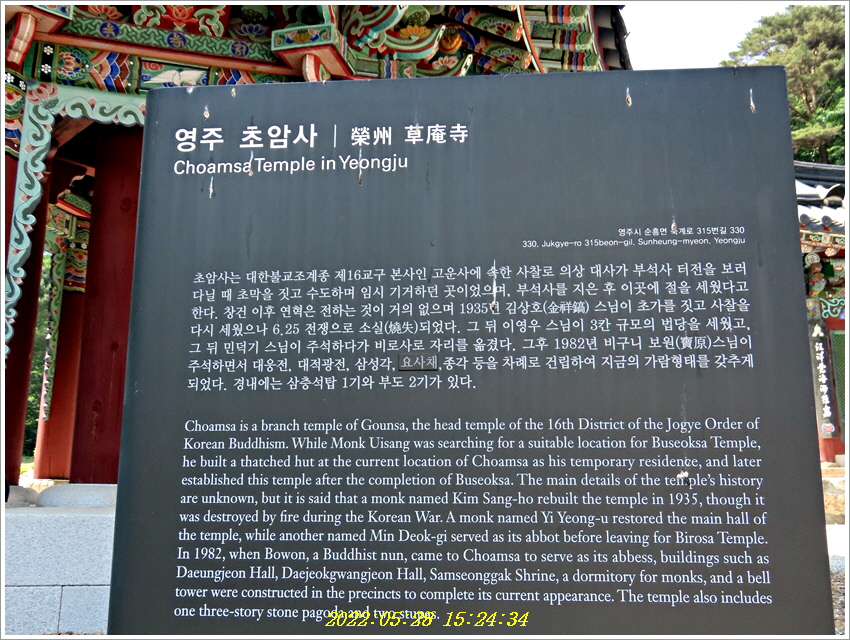 영주 초암사 | 榮州 草庵寺
Choamsa Temple in Yeongju
영주시 순흥면 죽계로 315번길 330
330, Jukgye-ro 315beon-gil, Sunheung-myeon, Yeongju
초암사는 대한불교조계종 제16교구 본사인 고운사에 속한 사찰로 의상 대사가 부석사 터전을 보러
다닐 때 초막을 짓고 수도하며 임시 기거하던 곳이었으며, 부석사를 지은 후 이곳에 절을 세웠다고
한다. 창건 이후 연혁은 전하는 것이 거의 없으며 1935년 김상호(金祥鎬) 스님이 초가를 짓고 사찰을
다시 세웠으나 6.25 전쟁으로 소실(燒失)되었다. 그 뒤 이영우 스님이 3칸 규모의 법당을 세웠고,
그 뒤 민덕기 스님이 주석하다가 비로사로 자리를 옮겼다. 그후 1982년 비구니 보원(寶原)스님이
주석하면서 대웅전, 대적광전, 삼성각, 요사채,종각 등을 차례로 건립하여 지금의 가람형태를 갖추게
되었다. 경내에는 삼층석탑 1기와 부도 2기가 있다.
Choamsa is a branch temple of Gounsa, the head temple of the 16th District of the Jogye Order of
Korean Buddhism. While Monk Uisang was searching for a suitable location for Buseoksa Temple,
he built a thatched hut at the current location of Choamsa as his temporary residence, and later
established this temple after the completion of Buseoksa. The main details of the temple's history
are unknown, but it is said that a monk named Kim Sang-ho rebuilt the temple in 1935, though it
was destroyed by fire during the Korean War. A monk named Yi Yeong-u restored the main hall of
the temple, while another named Min Deok-gi served as its abbot before leaving for Birosa Temple.
In 1982, when Bowon, a Buddhist nun, came to Choamsa to serve as its abbess, buildings such as
Daeungjeon Hall, Daejeokgwangjeon Hall, Samseonggak Shrine, a dormitory for monks, and a bell
tower were constructed in the precincts to complete its current appearance. The temple also includes
one three-story stone pagoda and two stupas.
2022-05-28 15:24:34